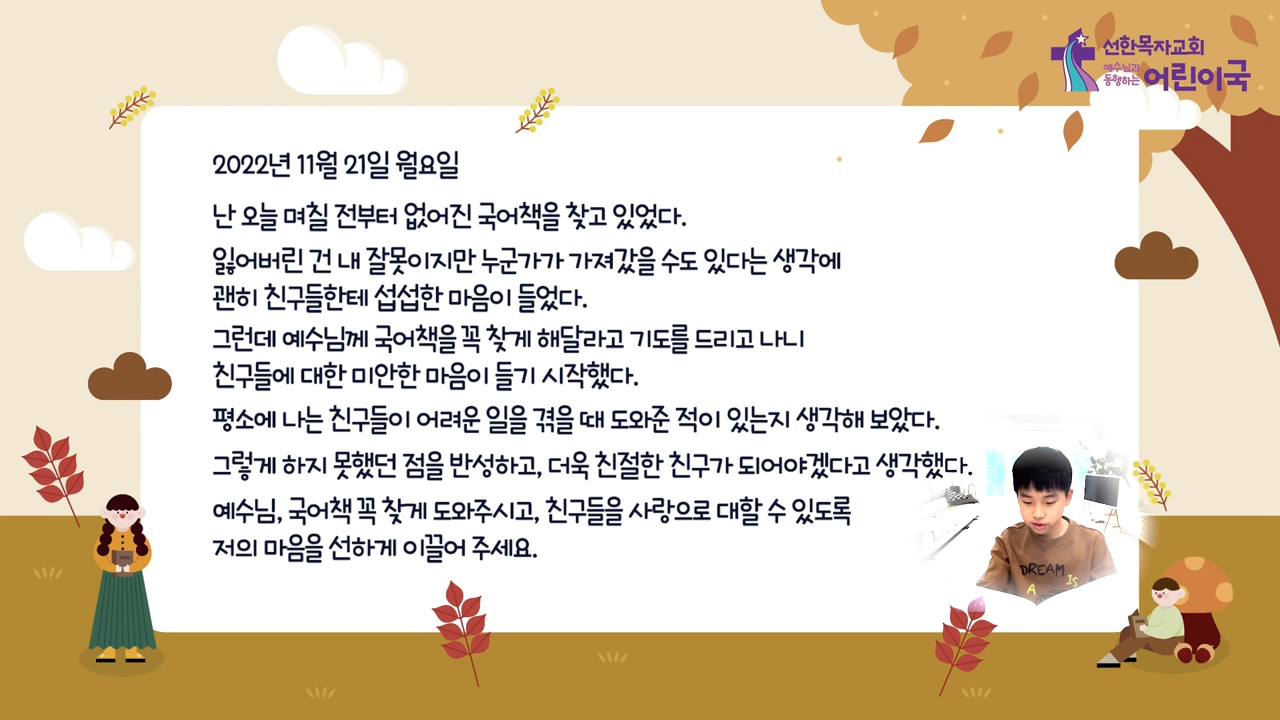 선한목자교회
예수님과
동행하는 어린이국
2022년 11월 21일 월요일
난 오늘 며칠 전부터 없어진 국어책을 찾고 있었다.
잃어버린 건 내 잘못이지만 누군가가 가져갔을 수도 있다는 생각에
괜히 친구들한테 섭섭한 마음이 들었다.
그런데 예수님께 국어책을 꼭 찾게 해달라고 기도를 드리고 나니
친구들에 대한 미안한 마음이 들기 시작했다.
평소에 나는 친구들이 어려운 일을 겪을 때 도와준 적이 있는지 생각해 보았다.
그렇게 하지 못했던 점을 반성하고, 더욱 친절한 친구가 되어야겠다고 생각했다.
예수님, 국어책 꼭 찾게 도와주시고, 친구들을 사랑으로 대할 수 있도록
저의 마음을 선하게 이끌어 주세요.
DREAM
A IS